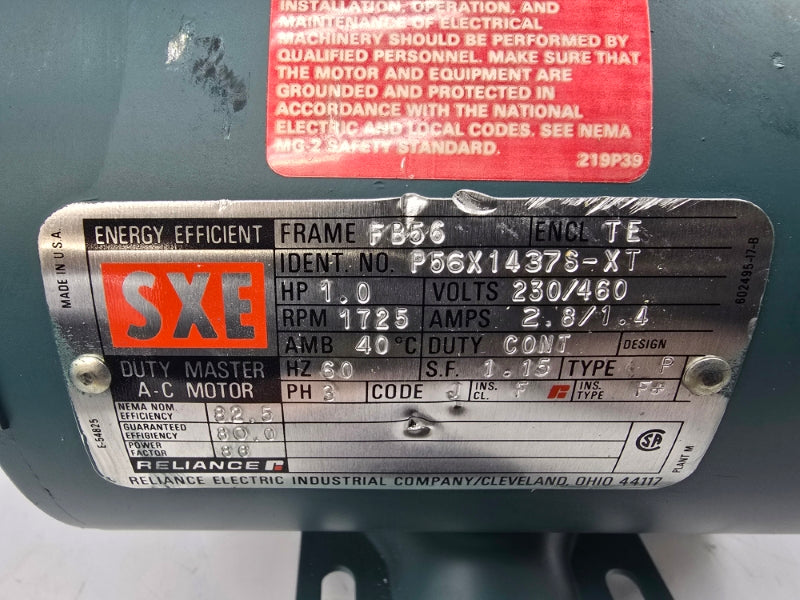 INSTALLATION, OPERATION, AND
MAINTENANCE OF ELECTRICAL
MACHINERY SHOULD BE PERFORMED BY
QUALIFIED PERSONNEL. MAKE SURE THAT
THE MOTOR AND EQUIPMENT ARE
GROUNDED AND PROTECTED IN
ACCORDANCE WITH THE NATIONAL
ELECTRIC AND LOCAL CODES. SEE NEMA
MG-2 SAFETY STANDARD.
219P39
MADE IN U.S.A.
E-54825
ENERGY EFFICIENT
SXE
DUTY MASTER
A-C MOTOR
FRAME FB56 ENCL TE
IDENT. NO. P56X1437S-XT
HP 1.0 VOLTS 230/460
RPM 1725 AMPS 2.8/1.4
AMB 40°C DUTY CONT DESIGN
HZ 60 S.F. 1.15 TYPE P
PH 3 CODE J INS. CL. F INS. TYPE F+
NEMA NOM. EFFICIENCY 82.5
GUARANTEED EFFICIENCY 80.0
POWER FACTOR
RELIANCE
SP
RELIANCE ELECTRIC INDUSTRIAL COMPANY/CLEVELAND, OHIO 44117
602495-17-B
PLANT M